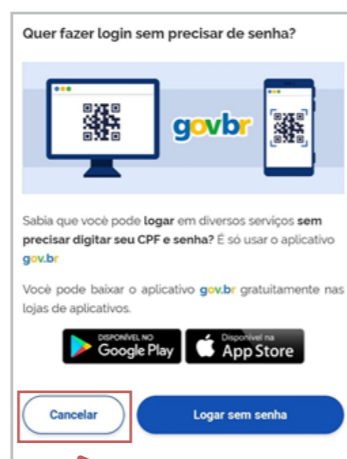 Quer fazer login sem precisar de senha?
govbr
Sabia que você pode logar em diversos serviços sem
precisar digitar seu CPF e senha? É só usar o aplicativo
gov.br
Você pode baixar o aplicativo gov.br gratuitamente nas
lojas de aplicativos.
DISPONÍVEL NO
Google Play
Disponível na
App Store
Cancelar
Logar sem senha